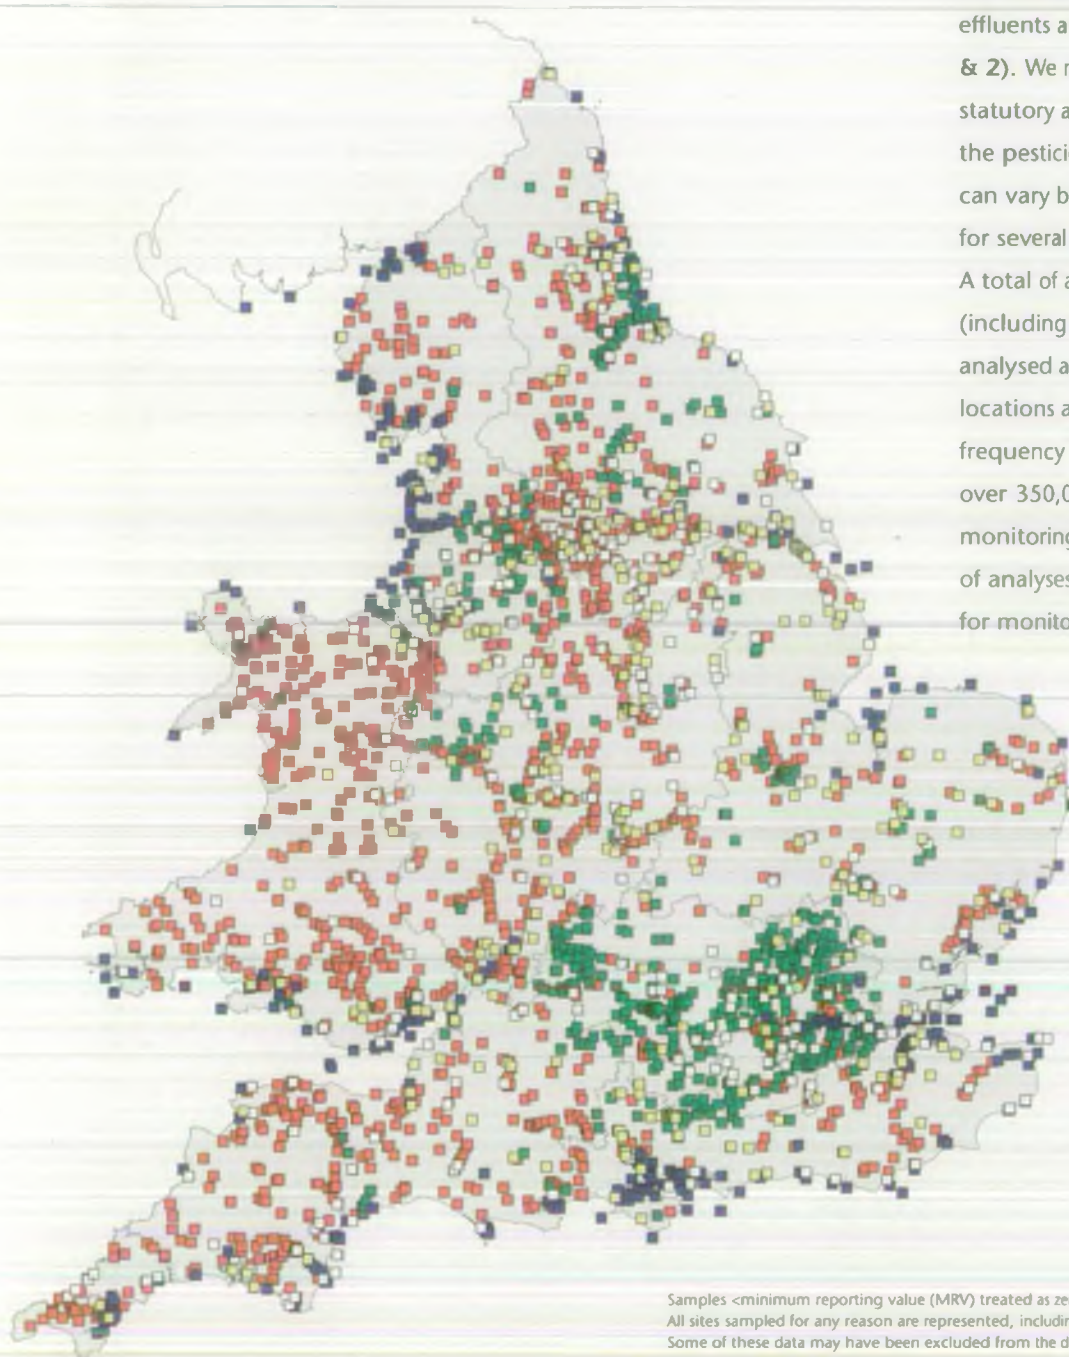 effluents a
& 2). We
statutory a
the pestici
can vary b
for several
A total of a
(including
analysed a
locations a
frequency
over 350,0
monitoring
of analyses
for monito
Samples <minimum reporting value (MRV) treated as ze
All sites sampled for any reason are represented, includin
Some of these data may have been excluded from the d